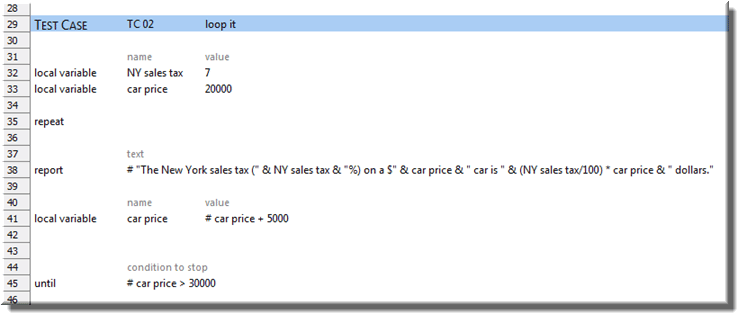 28
29 TEST CASE TC 02 loop it
30
31 name value
32 local variable NY sales tax 7
33 local variable car price 20000
34
35 repeat
36
37 text
38 report # "The New York sales tax (" & NY sales tax & "%) on a $" & car price & " car is " & (NY sales tax/100) * car price & " dollars."
39
40 name value
41 local variable car price # car price + 5000
42
43
44 condition to stop
45 until # car price > 30000
46